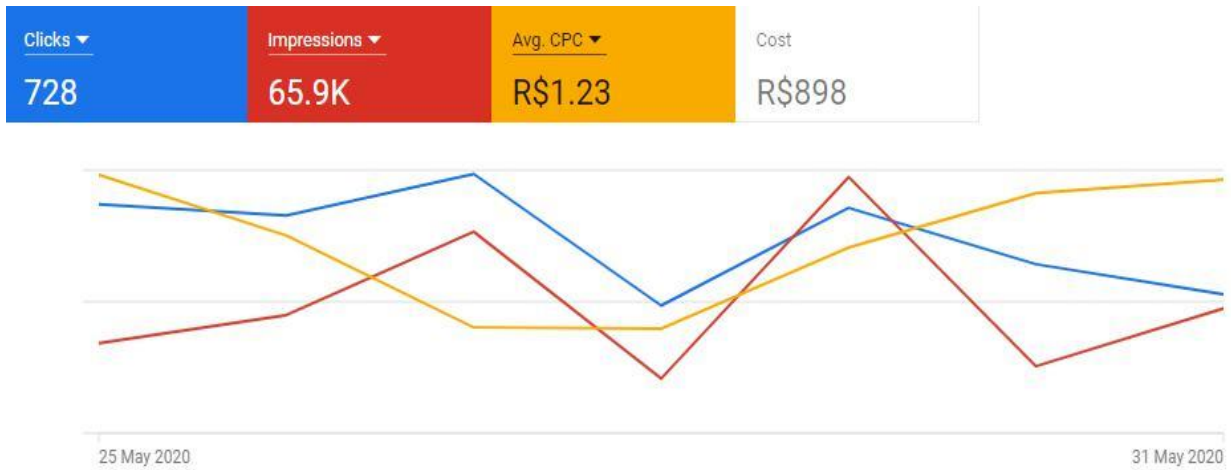 Clicks Impressions Avg. CPC Cost
728 65.9K R$1.23 R$898
25 May 2020 31 May 2020